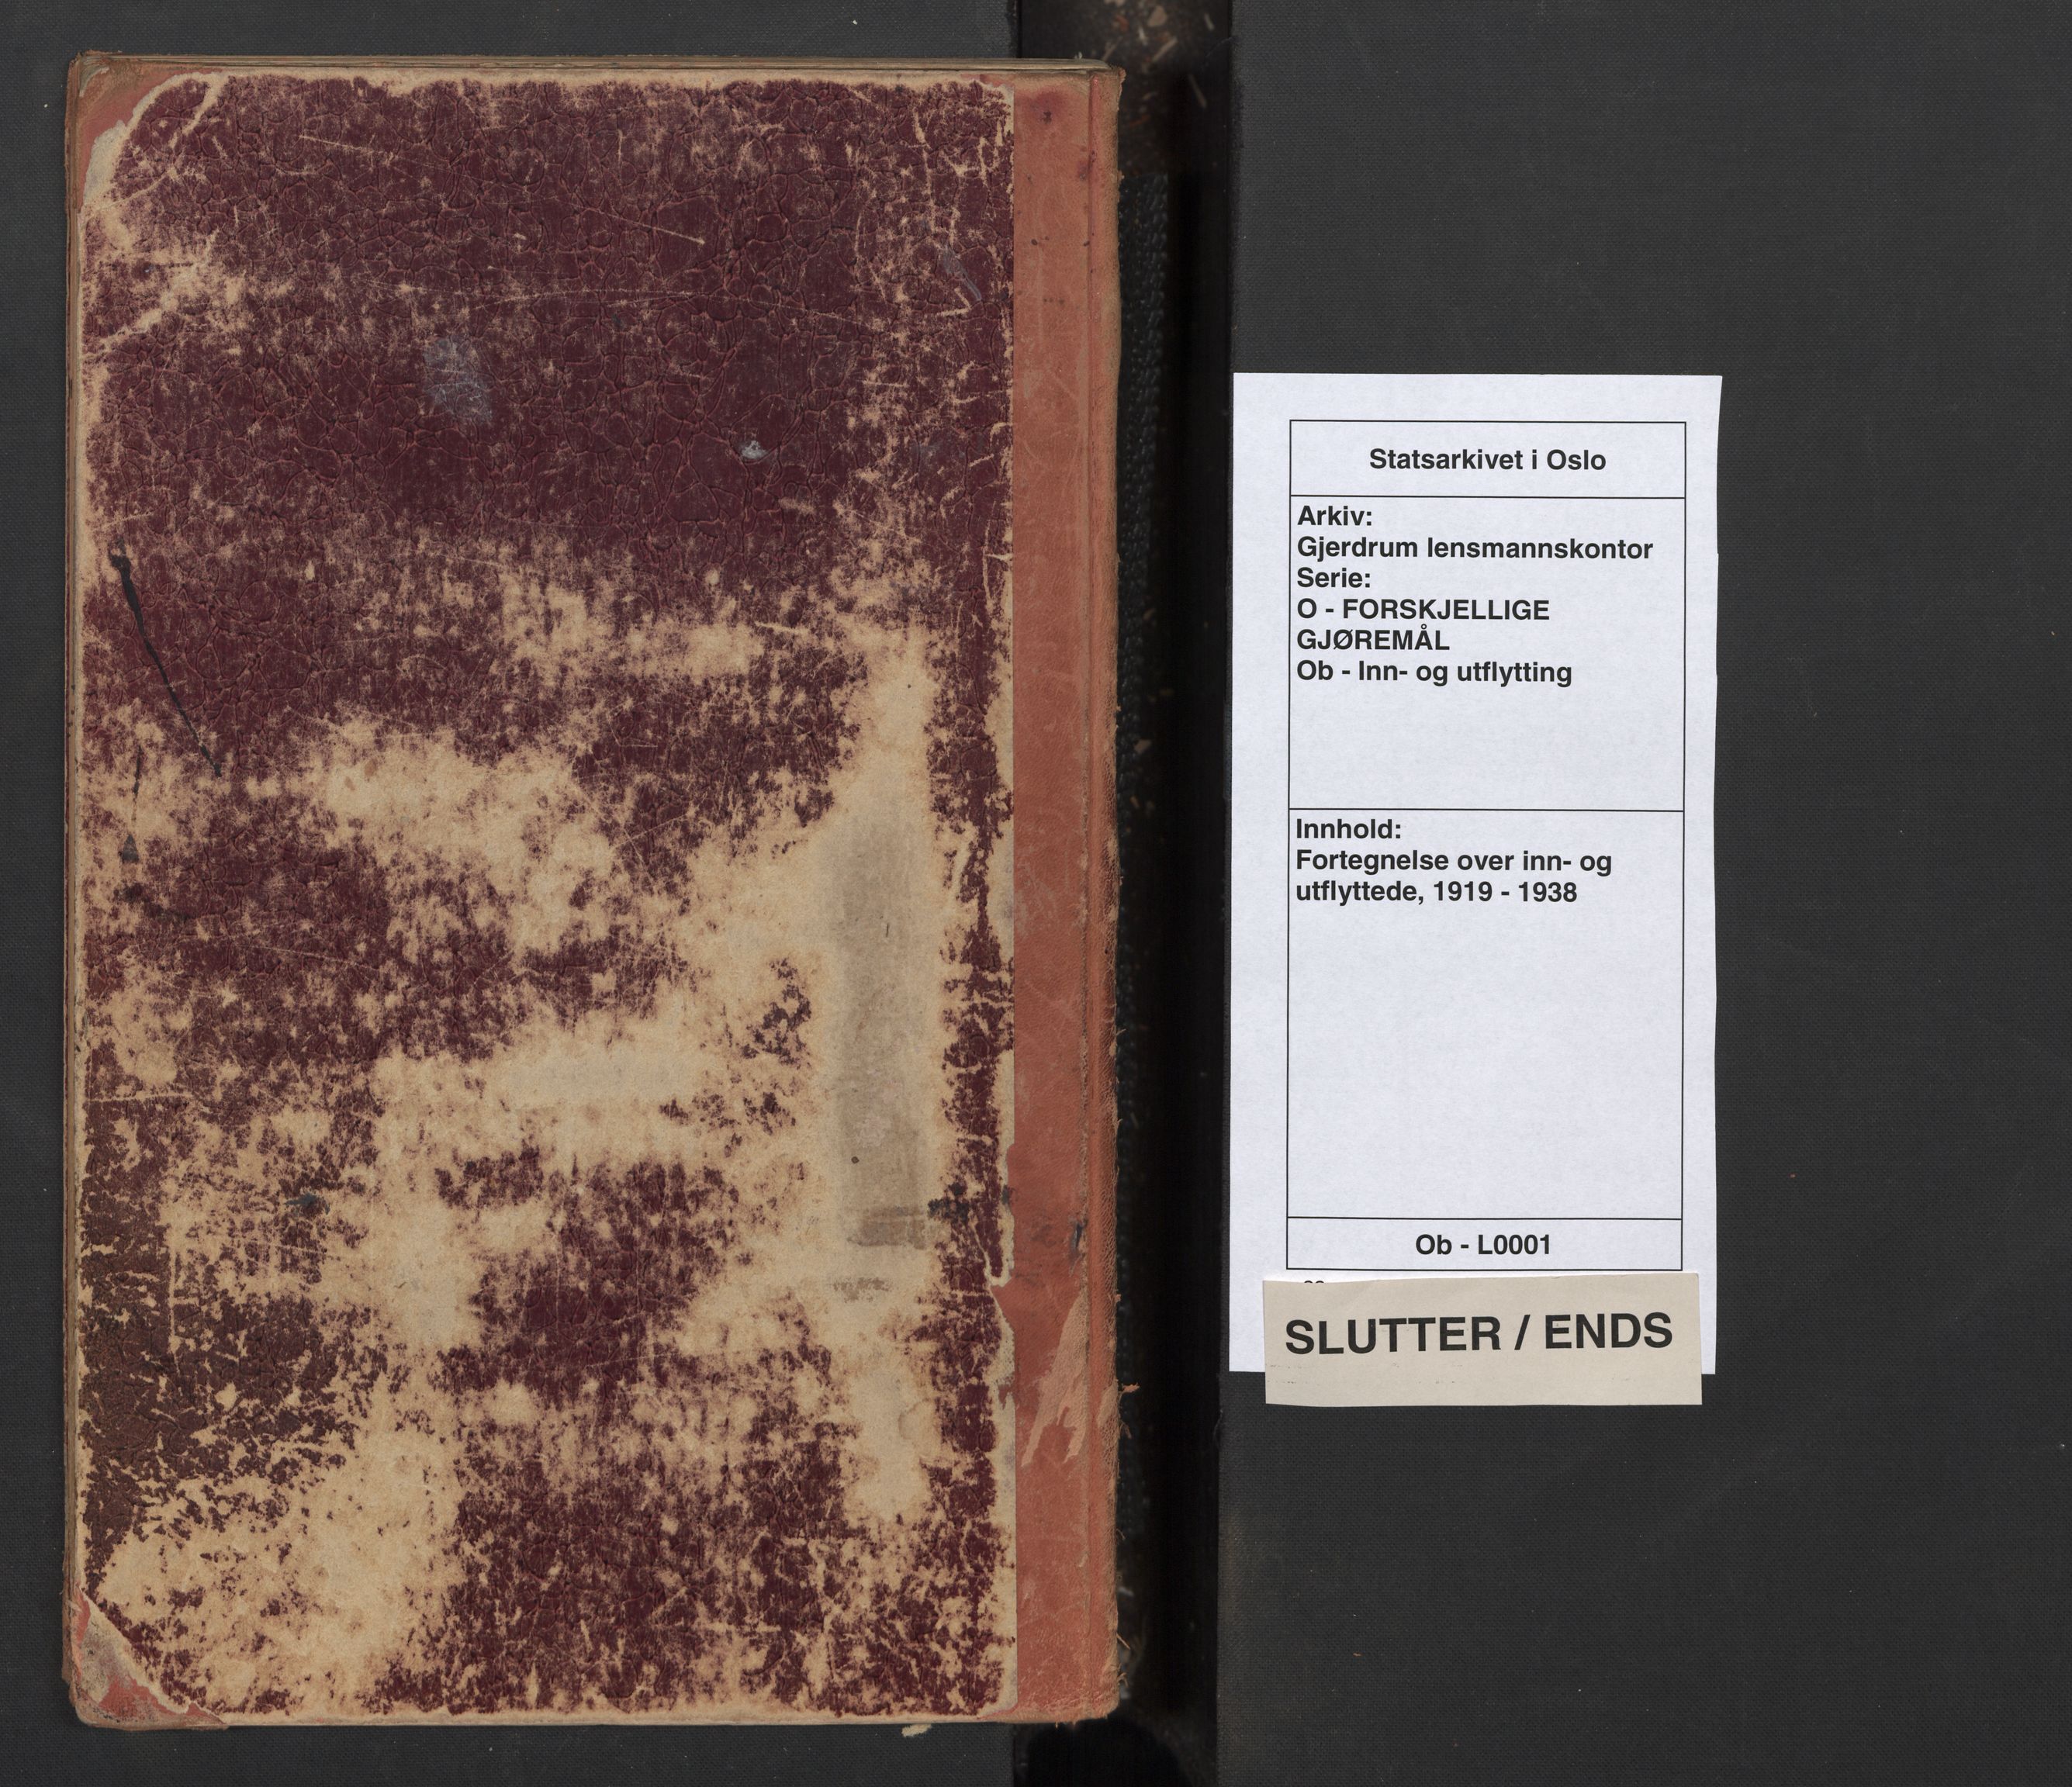 Statsarkivet i Oslo
Arkiv:
Gjerdrum lensmannskontor
Serie:
O - FORSKJELLIGE
GJØREMÅL
Ob - Inn- og utflytting
Innhold:
Fortegnelse over inn- og
utflyttede, 1919 - 1938
Ob - L0001
SLUTTER / ENDS